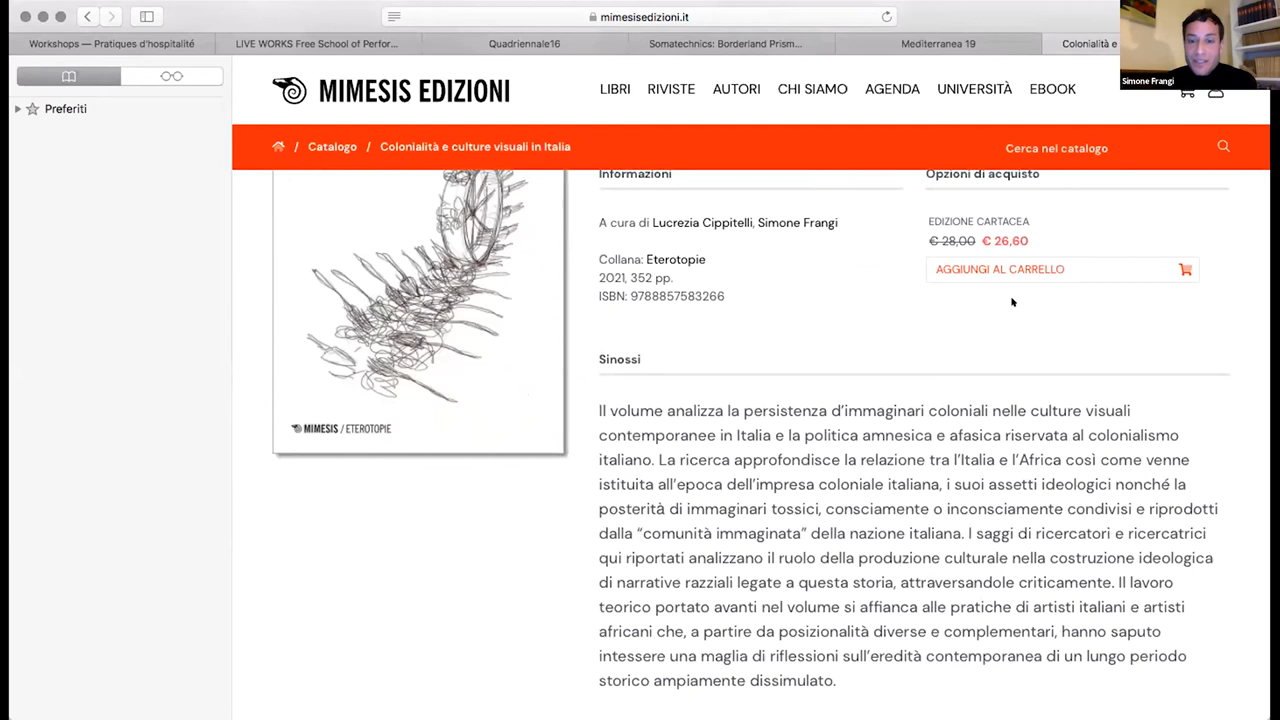 mimesisedizioni.it
Workshops — Pratiques d'hospitalité
LIVE WORKS Free School of Perfor...
Quadriennale16
Somatechnics: Borderland Prism...
Mediterranea 19
Colonialità e
Simone Frangi
Preferiti
MIMESIS EDIZIONI
LIBRI
RIVISTE
AUTORI
CHI SIAMO
AGENDA
UNIVERSITÀ
EBOOK
/ Catalogo / Colonialità e culture visuali in Italia
Cerca nel catalogo
Informazioni
Opzioni di acquisto
A cura di Lucrezia Cippitelli, Simone Frangi
EDIZIONE CARTACEA
€ 28,00 € 26,60
Collana: Eterotopie
AGGIUNGI AL CARRELLO
2021, 352 pp.
ISBN: 9788857583266
MIMESIS / ETEROTOPIE
Sinossi
Il volume analizza la persistenza d'immaginari coloniali nelle culture visuali
contemporanee in Italia e la politica amnesica e afasica riservata al colonialismo
italiano. La ricerca approfondisce la relazione tra l'Italia e l'Africa così come venne
istituita all'epoca dell'impresa coloniale italiana, i suoi assetti ideologici nonché la
posterità di immaginari tossici, consciamente o inconsciamente condivisi e riprodotti
dalla "comunità immaginata" della nazione italiana. I saggi di ricercatori e ricercatrici
qui riportati analizzano il ruolo della produzione culturale nella costruzione ideologica
di narrative razziali legate a questa storia, attraversandole criticamente. Il lavoro
teorico portato avanti nel volume si affianca alle pratiche di artisti italiani e artisti
africani che, a partire da posizionalità diverse e complementari, hanno saputo
intessere una maglia di riflessioni sull'eredità contemporanea di un lungo periodo
storico ampiamente dissimulato.